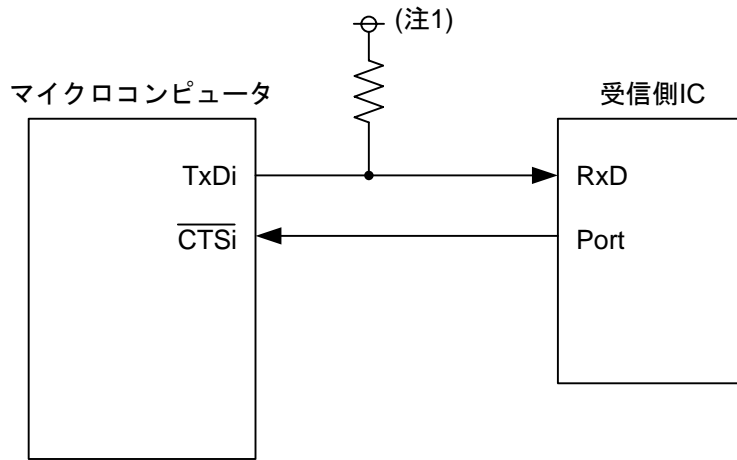 (注1)
マイクロコンピュータ
受信側IC
TxDi
RxD
CTSi
Port